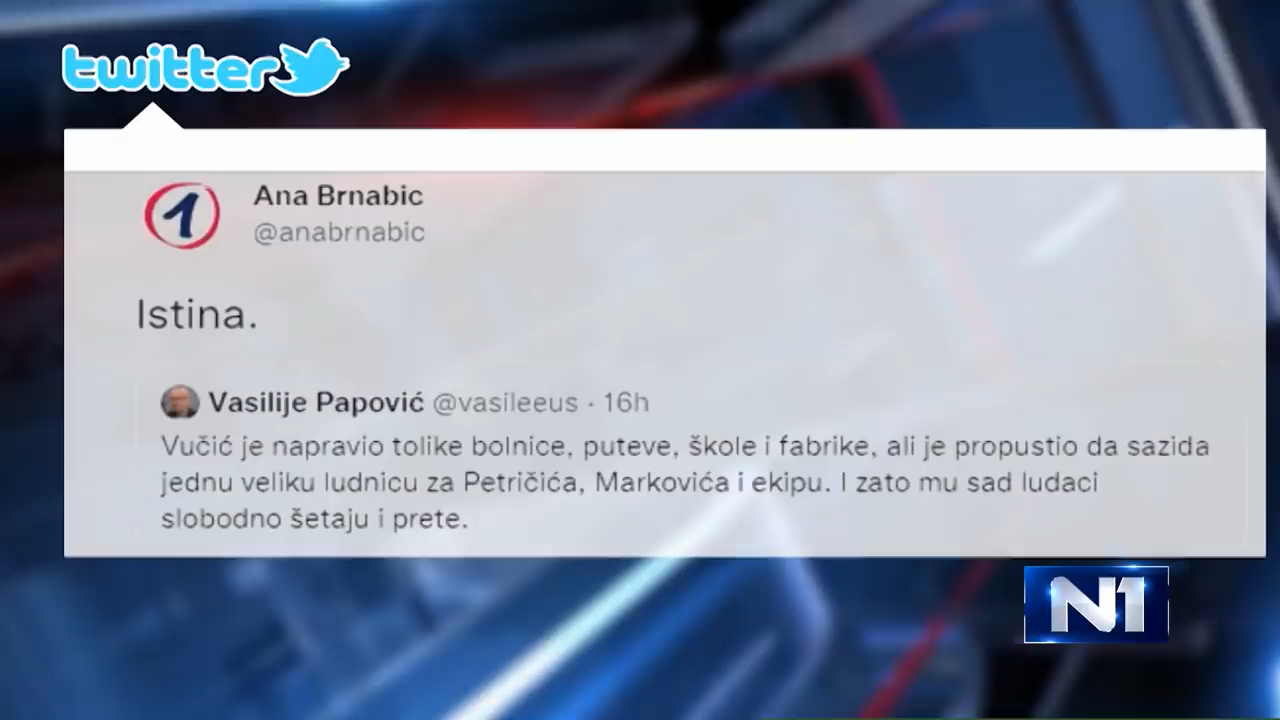 twitter
1
Ana Brnabic
@anabrnabic
Istina.
Vasilije Papović @vasileeus · 16h
Vučić je napravio tolike bolnice, puteve, škole i fabrike, ali je propustio da sazida
jednu veliku ludnicu za Petričića, Markovića i ekipu. I zato mu sad ludaci
slobodno šetaju i prete.
N1